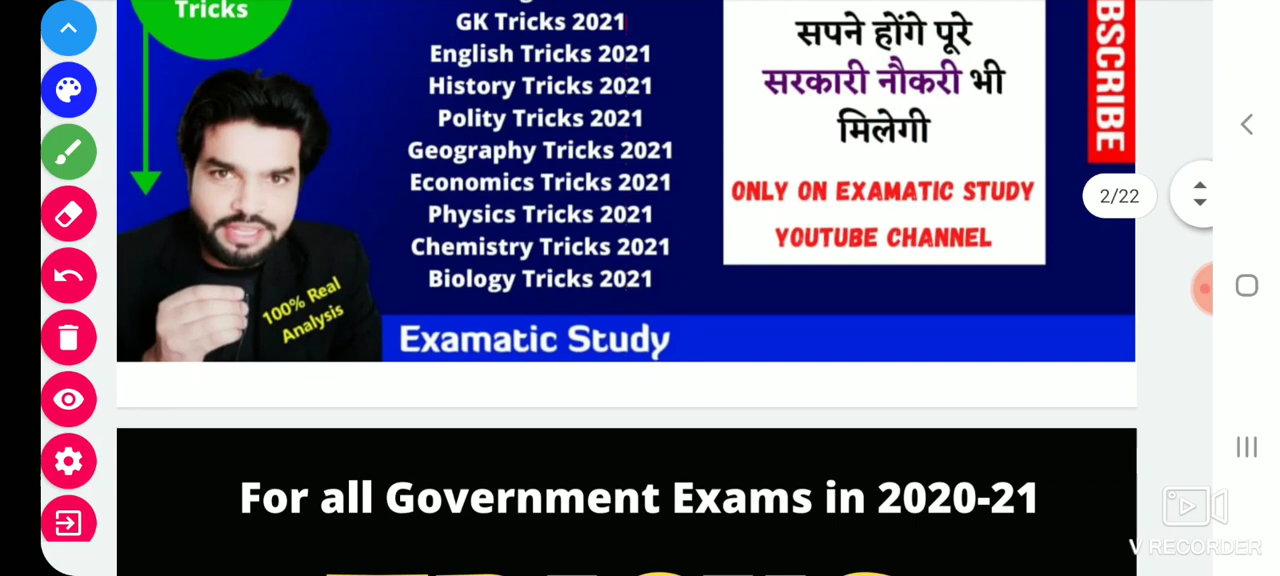 Tricks
GK Tricks 2021
English Tricks 2021
History Tricks 2021
Polity Tricks 2021
Geography Tricks 2021
Economics Tricks 2021
Physics Tricks 2021
Chemistry Tricks 2021
Biology Tricks 2021
100% Real
Analysis
Examatic Study
सपने होंगे पूरे
सरकारी नौकरी भी
मिलेगी
ONLY ON EXAMATIC STUDY
YOUTUBE CHANNEL
2/22
For all Government Exams in 2020-21
V RECORDER